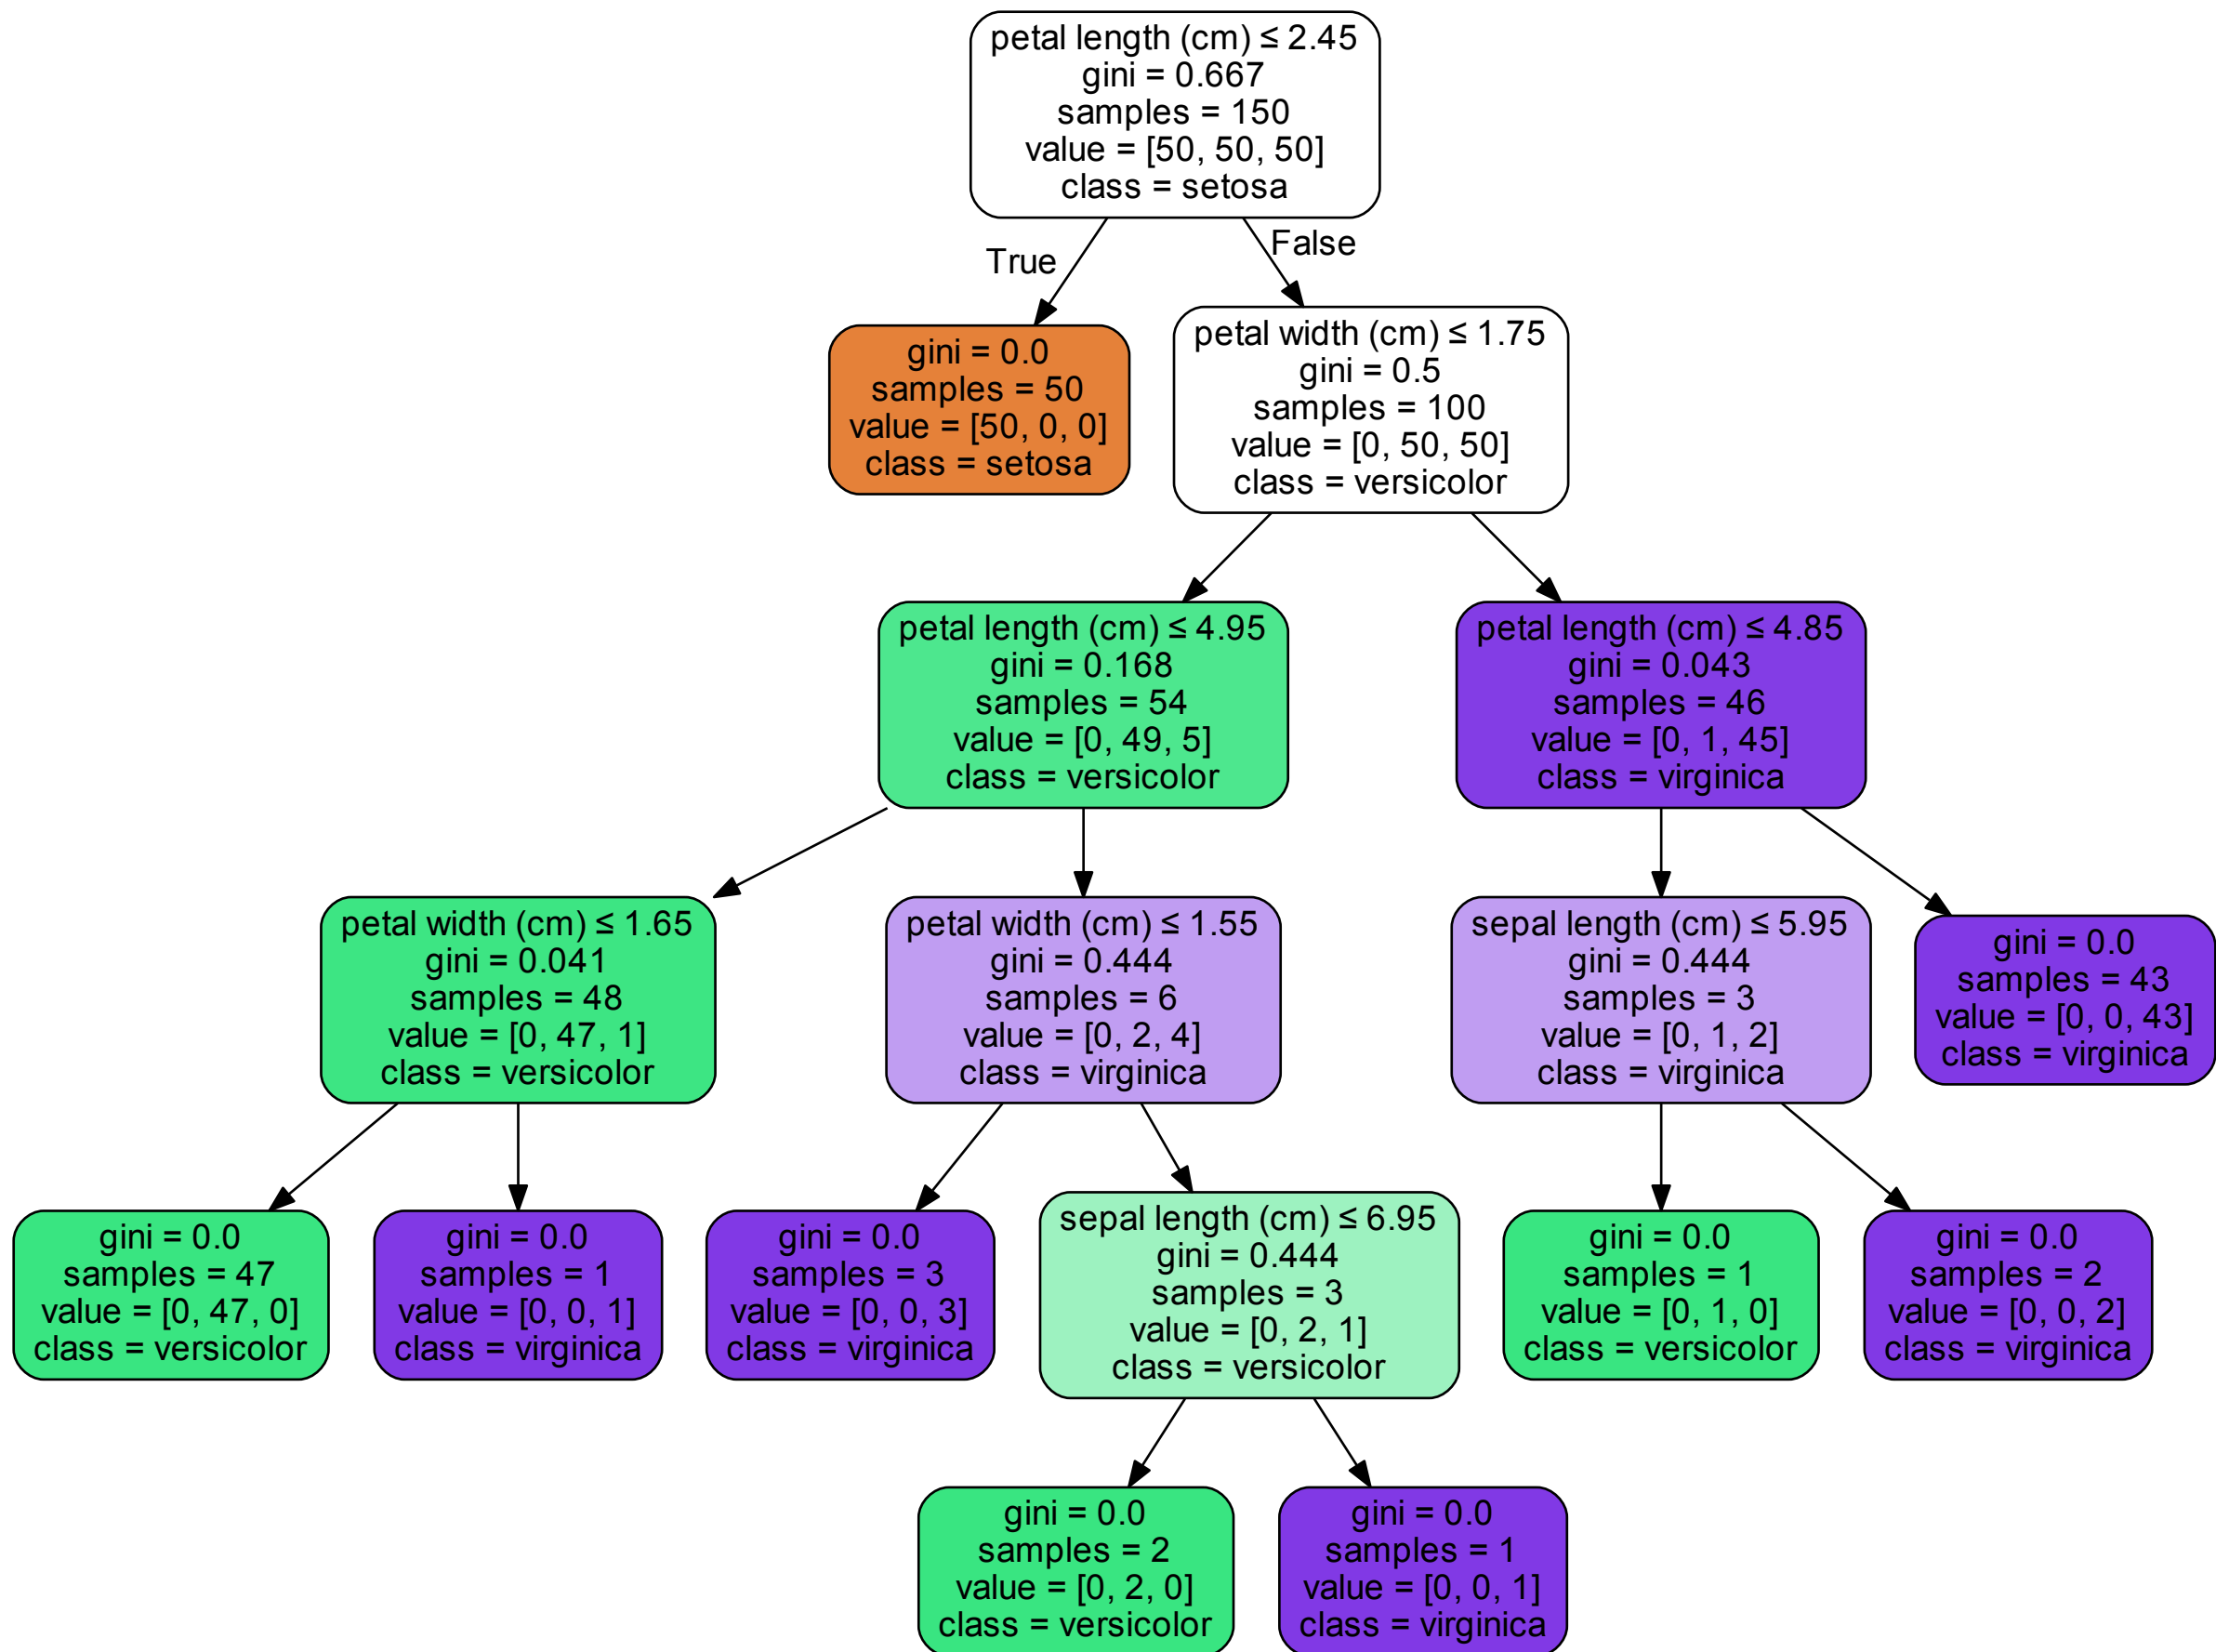 petal length (cm) ≤ 2.45
gini = 0.667
samples = 150
value = [50, 50, 50]
class = setosa
True
False
gini = 0.0
samples = 50
value = [50, 0, 0]
class = setosa
petal width (cm) ≤ 1.75
gini = 0.5
samples = 100
value = [0, 50, 50]
class = versicolor
petal length (cm) ≤ 4.95
gini = 0.168
samples = 54
value = [0, 49, 5]
class = versicolor
petal length (cm) ≤ 4.85
gini = 0.043
samples = 46
value = [0, 1, 45]
class = virginica
petal width (cm) ≤ 1.65
gini = 0.041
samples = 48
value = [0, 47, 1]
class = versicolor
petal width (cm) ≤ 1.55
gini = 0.444
samples = 6
value = [0, 2, 4]
class = virginica
sepal length (cm) ≤ 5.95
gini = 0.444
samples = 3
value = [0, 1, 2]
class = virginica
gini = 0.0
samples = 43
value = [0, 0, 43]
class = virginica
gini = 0.0
samples = 47
value = [0, 47, 0]
class = versicolor
gini = 0.0
samples = 1
value = [0, 0, 1]
class = virginica
gini = 0.0
samples = 3
value = [0, 0, 3]
class = virginica
sepal length (cm) ≤ 6.95
gini = 0.444
samples = 3
value = [0, 2, 1]
class = versicolor
gini = 0.0
samples = 1
value = [0, 1, 0]
class = versicolor
gini = 0.0
samples = 2
value = [0, 0, 2]
class = virginica
gini = 0.0
samples = 2
value = [0, 2, 0]
class = versicolor
gini = 0.0
samples = 1
value = [0, 0, 1]
class = virginica